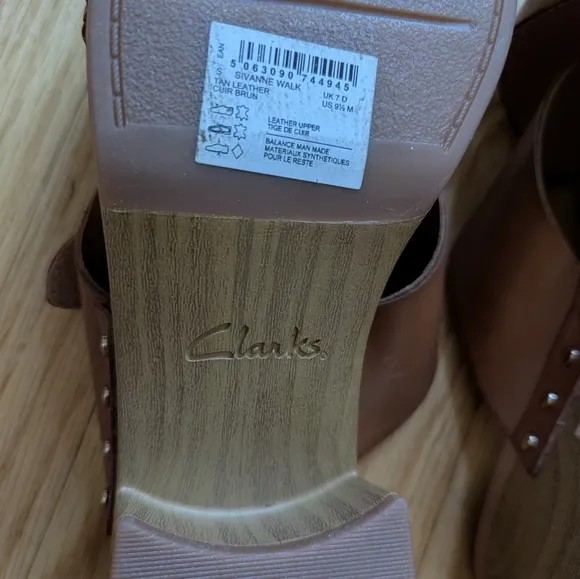 EAN
5 063090 744945
S
SIVANNE WALK
TAN LEATHER
CUIR BRUN
UK 7 D
US 9½ M
LEATHER UPPER
TIGE DE CUIR
BALANCE MAN MADE
MATERIAUX SYNTHETIQUES
POUR LE RESTE
Clarks®